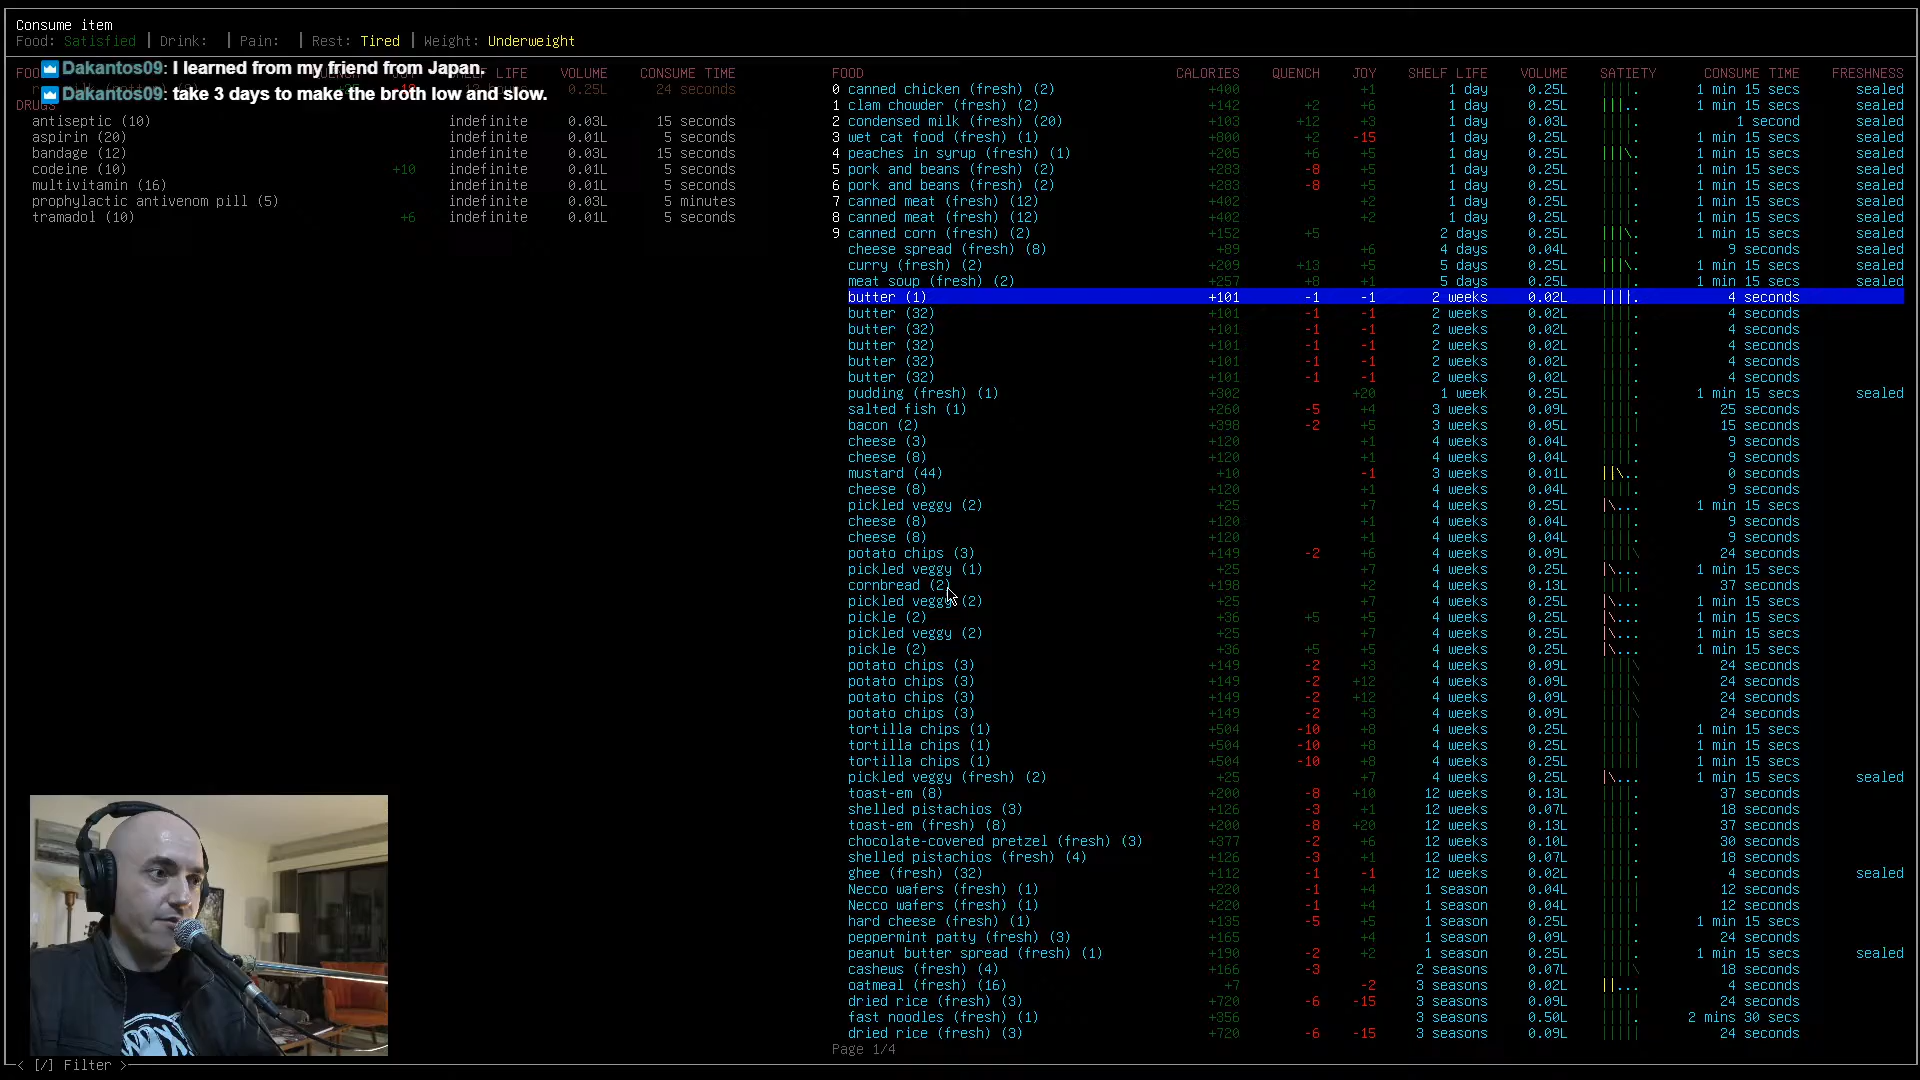 Consume item
Food: Satisfied | Drink: | Pain: | Rest: Tired | Weight: Underweight
Dakantos09: I learned from my friend from Japan.
Dakantos09: take 3 days to make the broth low and slow.
FOO LIFE VOLUME CONSUME TIME
0.25L 24 seconds
DRUGS
antiseptic (10) indefinite 0.03L 15 seconds
aspirin (20) indefinite 0.01L 5 seconds
bandage (12) indefinite 0.03L 15 seconds
codeine (10) +10 indefinite 0.01L 5 seconds
multivitamin (16) indefinite 0.01L 5 seconds
prophylactic antivenom pill (5) indefinite 0.03L 5 minutes
tramadol (10) +6 indefinite 0.01L 5 seconds
FOOD CALORIES QUENCH JOY SHELF LIFE VOLUME SATIETY CONSUME TIME FRESHNESS
0 canned chicken (fresh) (2) +400 +1 1 day 0.25L ||||. 1 min 15 secs sealed
1 clam chowder (fresh) (2) +142 +2 +6 1 day 0.25L |||.. 1 min 15 secs sealed
2 condensed milk (fresh) (20) +103 +12 +3 1 day 0.03L ||||. 1 second sealed
3 wet cat food (fresh) (1) +800 +2 -15 1 day 0.25L ||||. 1 min 15 secs sealed
4 peaches in syrup (fresh) (1) +205 +6 +5 1 day 0.25L |||\. 1 min 15 secs sealed
5 pork and beans (fresh) (2) +283 -8 +5 1 day 0.25L ||||. 1 min 15 secs sealed
6 pork and beans (fresh) (2) +283 -8 +5 1 day 0.25L ||||. 1 min 15 secs sealed
7 canned meat (fresh) (12) +402 +2 1 day 0.25L ||||. 1 min 15 secs sealed
8 canned meat (fresh) (12) +402 +2 1 day 0.25L ||||. 1 min 15 secs sealed
9 canned corn (fresh) (2) +152 +5 2 days 0.25L |||\. 1 min 15 secs sealed
cheese spread (fresh) (8) +89 +6 4 days 0.04L ||||. 9 seconds sealed
curry (fresh) (2) +209 +13 +5 5 days 0.25L |||\. 1 min 15 secs sealed
meat soup (fresh) (2) +257 +8 +1 5 days 0.25L ||||. 1 min 15 secs sealed
butter (1) +101 -1 -1 2 weeks 0.02L ||||. 4 seconds
butter (32) +101 -1 -1 2 weeks 0.02L ||||. 4 seconds
butter (32) +101 -1 -1 2 weeks 0.02L ||||. 4 seconds
butter (32) +101 -1 -1 2 weeks 0.02L ||||. 4 seconds
butter (32) +101 -1 -1 2 weeks 0.02L ||||. 4 seconds
butter (32) +101 -1 -1 2 weeks 0.02L ||||. 4 seconds
pudding (fresh) (1) +302 +20 1 week 0.25L ||||. 1 min 15 secs sealed
salted fish (1) +260 -5 +4 3 weeks 0.09L ||||. 25 seconds
bacon (2) +398 -2 +5 3 weeks 0.05L ||||| 15 seconds
cheese (3) +120 +1 4 weeks 0.04L ||||. 9 seconds
cheese (8) +120 +1 4 weeks 0.04L ||||. 9 seconds
mustard (44) +10 -1 3 weeks 0.01L ||\.. 0 seconds
cheese (8) +120 +1 4 weeks 0.04L ||||. 9 seconds
pickled veggy (2) +25 +7 4 weeks 0.25L |\... 1 min 15 secs
cheese (8) +120 +1 4 weeks 0.04L ||||. 9 seconds
cheese (8) +120 +1 4 weeks 0.04L ||||. 9 seconds
potato chips (3) +149 -2 +6 4 weeks 0.09L ||||\ 24 seconds
pickled veggy (1) +25 +7 4 weeks 0.25L |\... 1 min 15 secs
cornbread (2) +198 +2 4 weeks 0.13L ||||. 37 seconds
pickled veggy (2) +25 +7 4 weeks 0.25L |\... 1 min 15 secs
pickle (2) +36 +5 +5 4 weeks 0.25L |\... 1 min 15 secs
pickled veggy (2) +25 +7 4 weeks 0.25L |\... 1 min 15 secs
pickle (2) +36 +5 +5 4 weeks 0.25L |\... 1 min 15 secs
potato chips (3) +149 -2 +3 4 weeks 0.09L ||||\ 24 seconds
potato chips (3) +149 -2 +12 4 weeks 0.09L ||||\ 24 seconds
potato chips (3) +149 -2 +12 4 weeks 0.09L ||||\ 24 seconds
potato chips (3) +149 -2 +3 4 weeks 0.09L ||||\ 24 seconds
tortilla chips (1) +504 -10 +8 4 weeks 0.25L ||||| 1 min 15 secs
tortilla chips (1) +504 -10 +8 4 weeks 0.25L ||||| 1 min 15 secs
tortilla chips (1) +504 -10 +8 4 weeks 0.25L ||||| 1 min 15 secs
pickled veggy (fresh) (2) +25 +7 4 weeks 0.25L |\... 1 min 15 secs sealed
toast-em (8) +200 -8 +10 12 weeks 0.13L ||||. 37 seconds
shelled pistachios (3) +126 -3 +1 12 weeks 0.07L ||||. 18 seconds
toast-em (fresh) (8) +200 -8 +20 12 weeks 0.13L ||||. 37 seconds
chocolate-covered pretzel (fresh) (3) +377 -2 +6 12 weeks 0.10L ||||. 30 seconds
shelled pistachios (fresh) (4) +126 -3 +1 12 weeks 0.07L ||||. 18 seconds
ghee (fresh) (32) +112 -1 -1 12 weeks 0.02L ||||. 4 seconds sealed
Necco wafers (fresh) (1) +220 -1 +4 1 season 0.04L ||||| 12 seconds
Necco wafers (fresh) (1) +220 -1 +4 1 season 0.04L ||||| 12 seconds
hard cheese (fresh) (1) +135 -5 +5 1 season 0.25L ||||. 1 min 15 secs
peppermint patty (fresh) (3) +165 +4 1 season 0.09L ||||. 24 seconds
peanut butter spread (fresh) (1) +190 -2 +2 1 season 0.25L ||||. 1 min 15 secs sealed
cashews (fresh) (4) +166 -3 2 seasons 0.07L ||||\ 18 seconds
oatmeal (fresh) (16) +7 -2 3 seasons 0.02L ||... 4 seconds
dried rice (fresh) (3) +720 -6 -15 3 seasons 0.09L ||||| 24 seconds
fast noodles (fresh) (1) +356 3 seasons 0.50L ||||. 2 mins 30 secs
dried rice (fresh) (3) +720 -6 -15 3 seasons 0.09L ||||| 24 seconds
Page 1/4
< [/] Filter >